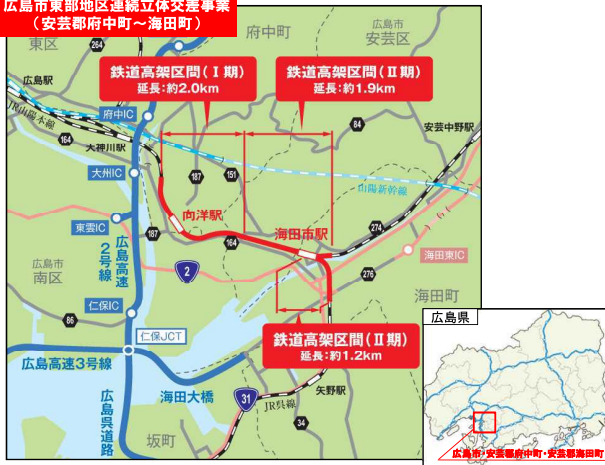 広島市東部地区連続立体交差事業
（安芸郡府中町～海田町）
府中町
広島市
安芸区
東区
264
広島駅
鉄道高架区間（Ⅰ期）
延長：約2.0km
鉄道高架区間（Ⅱ期）
延長：約1.9km
府中IC
84
安芸中野駅
JR山陽本線
164
天神川駅
大州IC
187
151
山陽新幹線
向洋駅
東雲IC
187
164
海田市駅
274
広島高速2号線
海田東IC
広島市
南区
2
276
仁保IC
海田町
86
仁保JCT
鉄道高架区間（Ⅱ期）
延長：約1.2km
広島高速3号線
海田大橋
31
JR呉線
矢野駅
広島呉道路
34
坂町
広島県
広島市・安芸郡府中町・安芸郡海田町